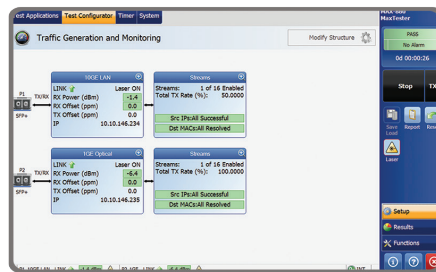 est Applications Test Configurator Timer System
Traffic Generation and Monitoring
Modify Structure
MaxTester
PASS
No Alarm
0d 00:00:26
Stop TX
Save Load Report
Laser
Setup
Results
Functions
10GE LAN
P1 TX/RX
SFP+
LINK Laser ON
RX Power (dBm) -1.4
RX Offset (ppm) 0.0
TX Offset (ppm) 0.0
IP 10.10.146.234
Streams
Streams: 1 of 16 Enabled
Total TX Rate (%): 50.0000
Src IPs:All Successful
Dst MACs:All Resolved
1GE Optical
P2 TX/RX
SFP+
LINK Laser ON
RX Power (dBm) -6.4
RX Offset (ppm) 0.0
TX Offset (ppm) 0.0
IP 10.10.146.235
Streams
Streams: 1 of 16 Enabled
Total TX Rate (%): 100.0000
Src IPs:All Successful
Dst MACs:All Resolved